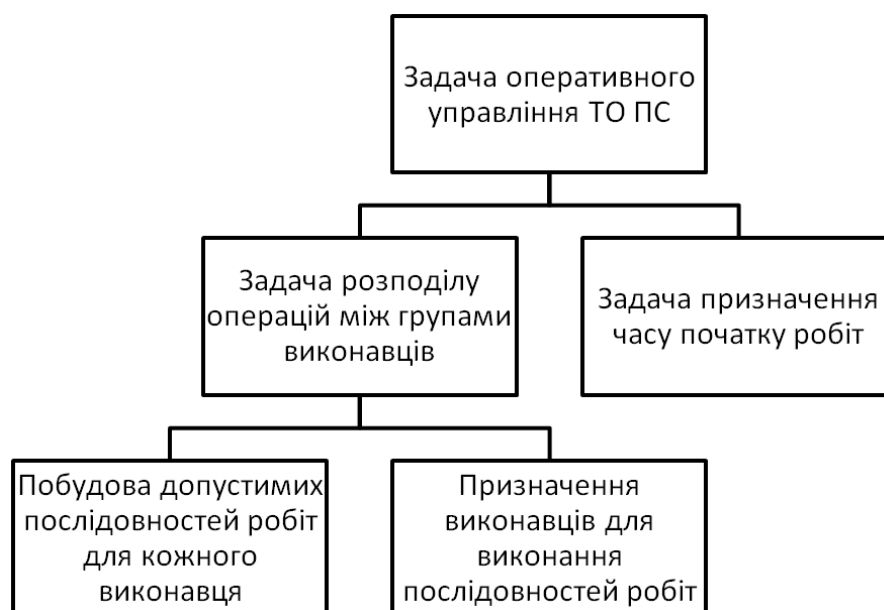 Задача оперативного
управління ТО ПС
Задача розподілу
операцій між групами
виконавців
Задача призначення
часу початку робіт
Побудова допустимих
послідовностей робіт
для кожного
виконавця
Призначення
виконавців для
виконання
послідовностей робіт